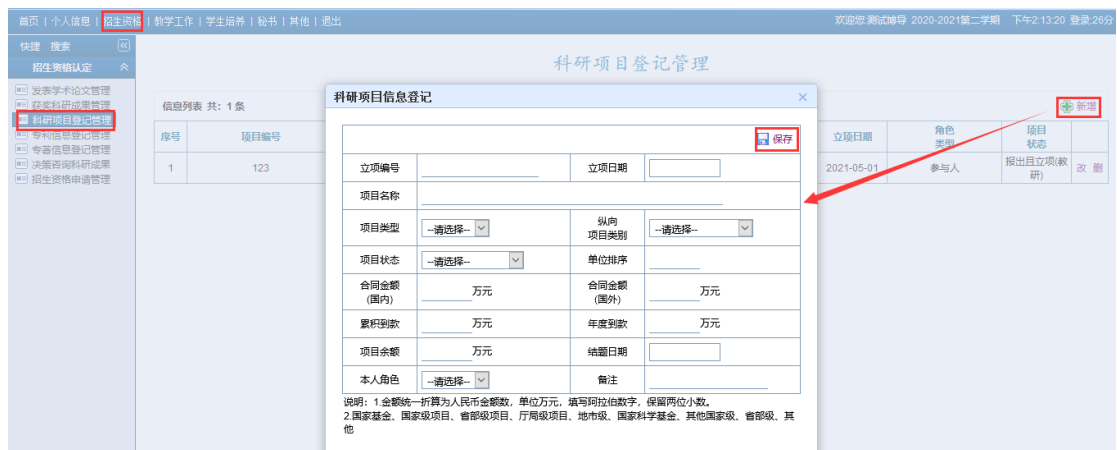 首页 | 个人信息 | 招生资格 | 教学工作 | 学生培养 | 秘书 | 其他 | 退出
欢迎您:测试博导 2020-2021第二学期 下午2:13:20 登录:26分
快捷 搜索
招生资格认定
发表学术论文管理
获奖科研成果管理
科研项目登记管理
专利信息登记管理
专著信息登记管理
决策咨询科研成果
招生资格申请管理
科研项目登记管理
信息列表 共: 1 条
新增
序号 项目编号 立项日期 角色类型 项目状态
1 123 2021-05-01 参与人 报出且立项(教研) 改 删
科研项目信息登记
保存
立项编号 立项日期
项目名称
项目类型 --请选择-- 纵向项目类别 --请选择--
项目状态 --请选择-- 单位排序
合同金额(国内) 万元 合同金额(国外) 万元
累积到款 万元 年度到款 万元
项目余额 万元 结题日期
本人角色 --请选择-- 备注
说明: 1.金额统一折算为人民币金额数, 单位万元, 填写阿拉伯数字, 保留两位小数。
2.国家基金、国家级项目、省部级项目、厅局级项目、地市级、国家科学基金、其他国家级、省部级、其
他